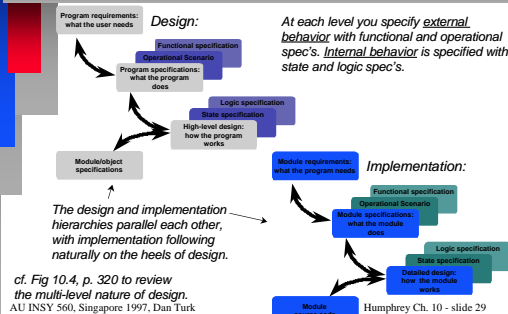 Program requirements:
what the user needs
Design:
Functional specification
Operational Scenario
Program specifications:
what the program
does
Logic specification
State specification
High-level design:
how the program
works
Module/object
specifications
At each level you specify external
behavior with functional and operational
spec's. Internal behavior is specified with
state and logic spec's.
Module requirements:
what the program needs
Implementation:
Functional specification
Operational Scenario
Module specifications:
what the module
does
Logic specification
State specification
Detailed design:
how the module
works
Module
The design and implementation
hierarchies parallel each other,
with implementation following
naturally on the heels of design.
cf. Fig 10.4, p. 320 to review
the multi-level nature of design.
AU INSY 560, Singapore 1997, Dan Turk
Humphrey Ch. 10 - slide 29